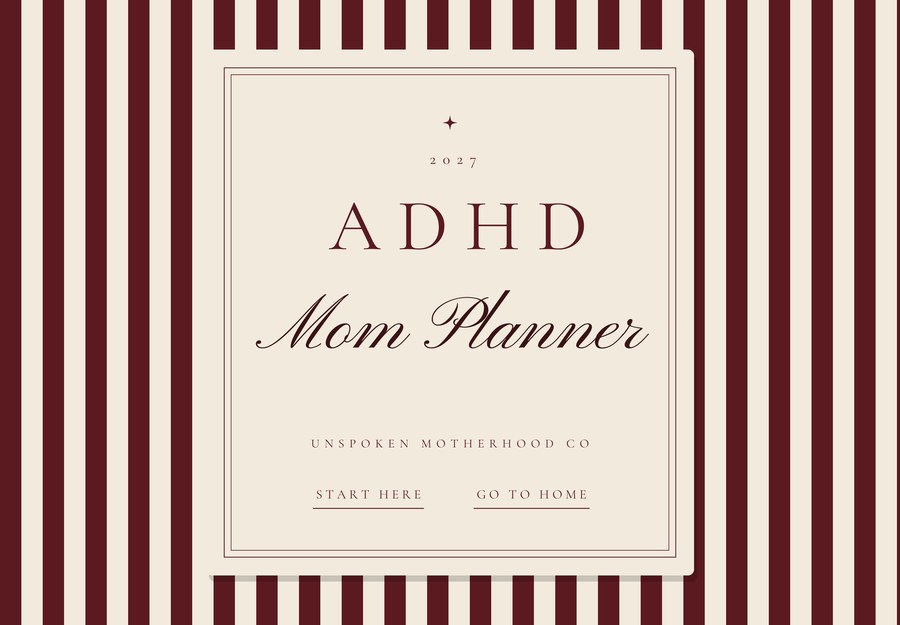 2027
ADHD
Mom Planner
UNSPOKEN MOTHERHOOD CO
START HERE GO TO HOME